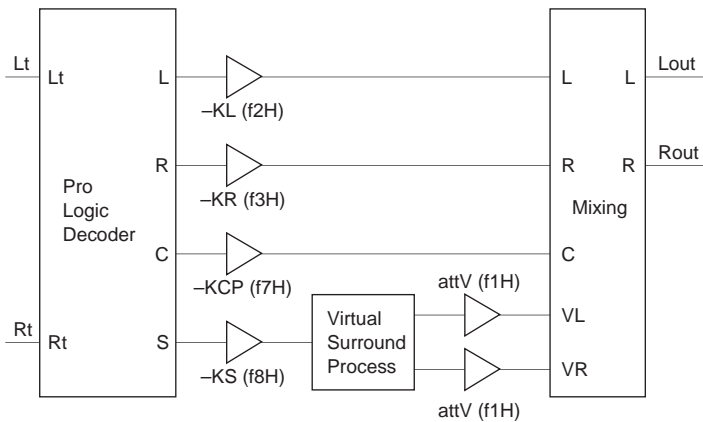 Lt
Lt
L
–KL (f2H)
L
L
Lout
R
–KR (f3H)
R
R
Rout
Pro
Logic
Decoder
Mixing
C
–KCP (f7H)
C
attV (f1H)
Rt
Rt
S
–KS (f8H)
Virtual
Surround
Process
VL
VR
attV (f1H)